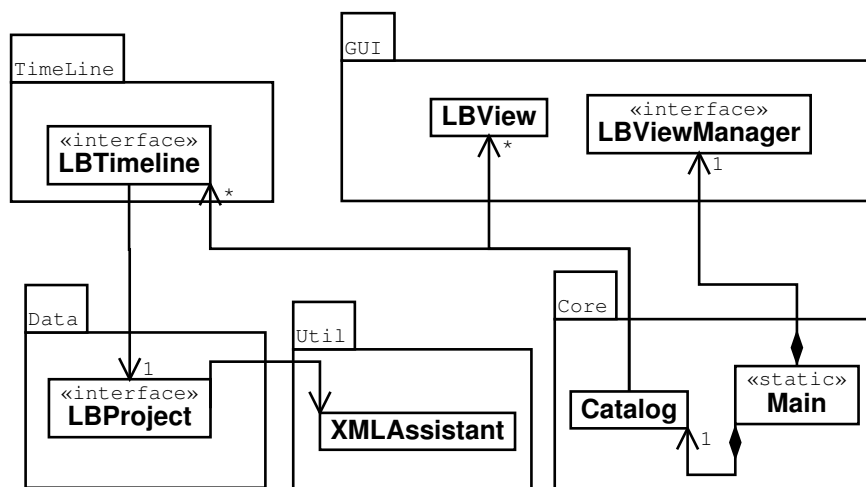 GUI
TimeLine
«interface»
LBTimeline
*
LBView
*
«interface»
LBViewManager
1
Data
1
«interface»
LBProject
Util
XMLAssistant
Core
Catalog
1
«static»
Main